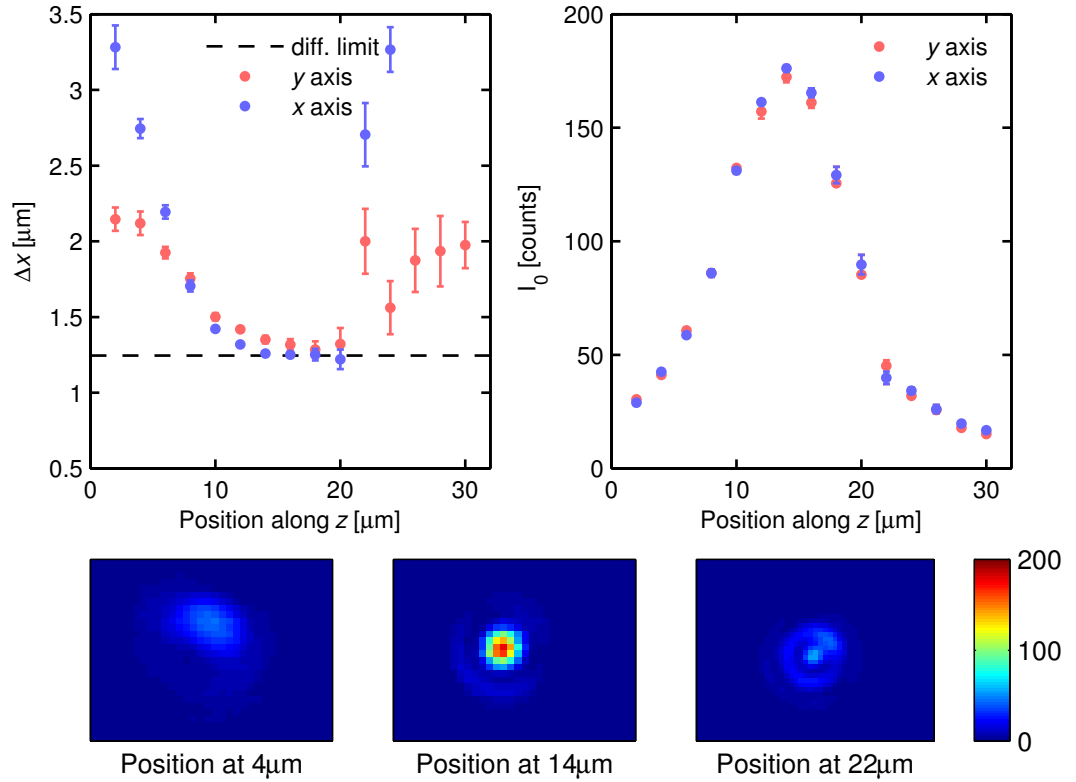 3.5
3
2.5
2
1.5
1
0.5
0
10
20
30
Δx [μm]
Position along z [μm]
diff. limit
y axis
x axis
200
150
100
50
0
0
10
20
30
I_0 [counts]
Position along z [μm]
y axis
x axis
Position at 4μm
Position at 14μm
Position at 22μm
200
100
0